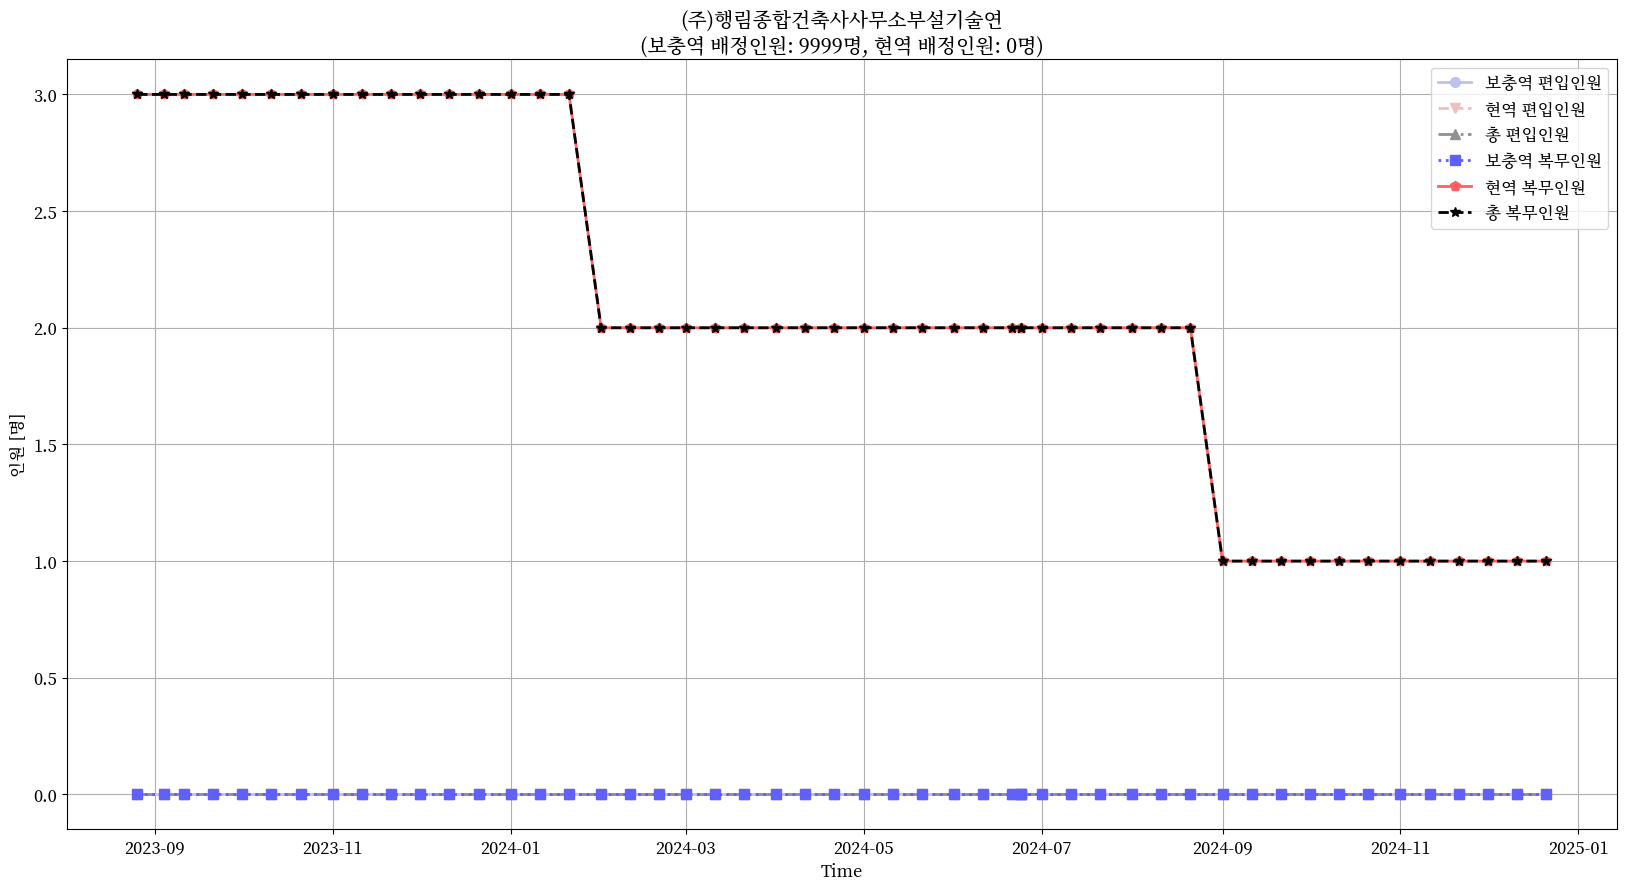 (주)행림종합건축사사무소부설기술연
(보충역 배정인원: 9999명, 현역 배정인원: 0명)
보충역 편입인원
현역 편입인원
총 편입인원
보충역 복무인원
현역 복무인원
총 복무인원
인원 [명]
3.0
2.5
2.0
1.5
1.0
0.5
0.0
2023-09
2023-11
2024-01
2024-03
2024-05
2024-07
2024-09
2024-11
2025-01
Time